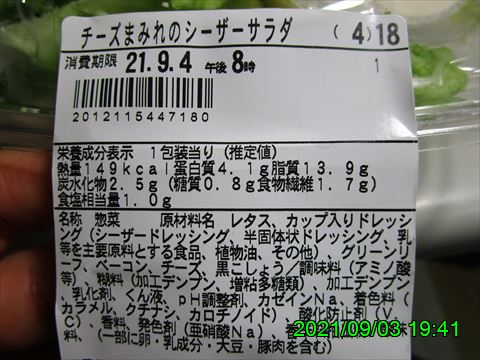 チーズまみれのシーザーサラダ (4)18
消費期限 21.9.4 午後8時 1
2012115447180
栄養成分表示 1包装当り(推定値)
熱量149kcal蛋白質4.1g脂質13.9g
炭水化物2.5g(糖質0.8g食物繊維1.7g)
食塩相当量1.0g
名称 惣菜 原材料名 レタス、カップ入りドレッシ
ング(シーザードレッシング、半固体状ドレッシング、乳
等を主要原料とする食品、植物油、その他)、グリーンリ
ーフ、ベーコン、チーズ、黒こしょう/調味料(アミノ酸
等)、糊料(加工デンプン、増粘多糖類)、加工デンプン
、乳化剤、くん液、pH調整剤、カゼインNa、着色料(
カラメル、クチナシ、カロチノイド)、酸化防止剤(V.
C)、香料、発色剤(亜硝酸Na)、香
(一部に卵・乳成分・大豆・豚肉を含む)
2021/09/03 19:41